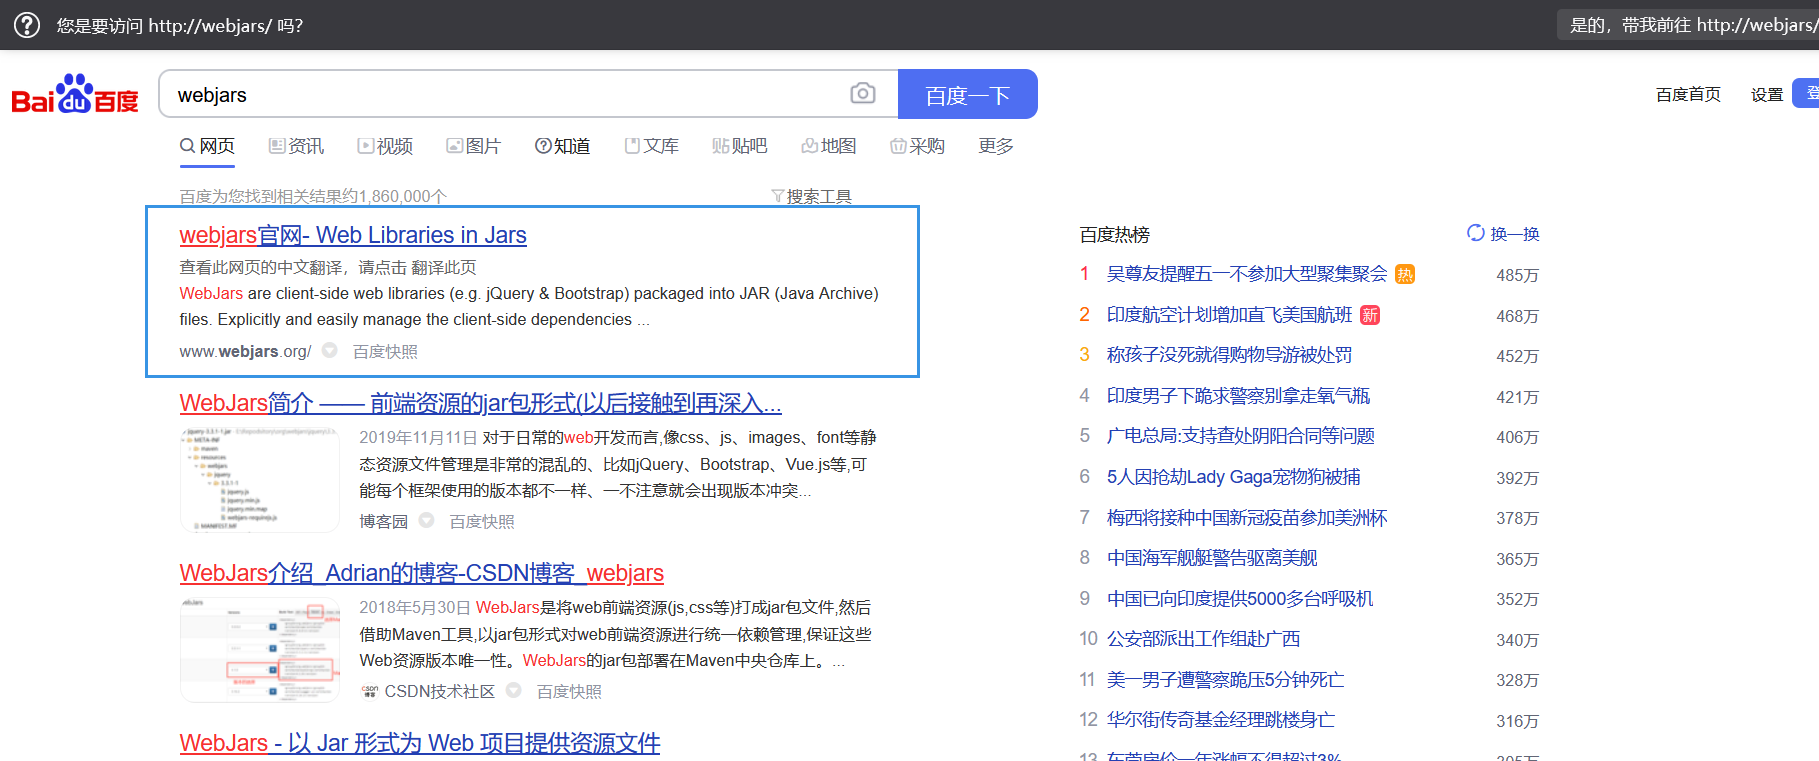 您是要访问 http://webjars/ 吗？
是的，带我前往 http://webjars/
Bai du 百度
webjars
百度一下
百度首页
设置
网页
资讯
视频
图片
知道
文库
贴吧
地图
采购
更多
百度为您找到相关结果约1,860,000个
搜索工具
webjars官网- Web Libraries in Jars
查看此网页的中文翻译，请点击 翻译此页
WebJars are client-side web libraries (e.g. jQuery & Bootstrap) packaged into JAR (Java Archive)
files. Explicitly and easily manage the client-side dependencies ...
www.webjars.org/ 百度快照
WebJars简介 —— 前端资源的jar包形式(以后接触到再深入...
2019年11月11日 对于日常的web开发而言,像css、js、images、font等静
态资源文件管理是非常的混乱的、比如jQuery、Bootstrap、Vue.js等,可
能每个框架使用的版本都不一样、一不注意就会出现版本冲突...
博客园 百度快照
WebJars介绍_Adrian的博客-CSDN博客_webjars
2018年5月30日 WebJars是将web前端资源(js,css等)打成jar包文件,然后
借助Maven工具,以jar包形式对web前端资源进行统一依赖管理,保证这些
Web资源版本唯一性。WebJars的jar包部署在Maven中央仓库上。...
CSDN技术社区 百度快照
WebJars - 以 Jar 形式为 Web 项目提供资源文件
百度热榜
换一换
1 吴尊友提醒五一不参加大型聚集聚会 热 485万
2 印度航空计划增加直飞美国航班 新 468万
3 称孩子没死就得购物导游被处罚 452万
4 印度男子下跪求警察别拿走氧气瓶 421万
5 广电总局:支持查处阴阳合同等问题 406万
6 5人因抢劫Lady Gaga宠物狗被捕 392万
7 梅西将接种中国新冠疫苗参加美洲杯 378万
8 中国海军舰艇警告驱离美舰 365万
9 中国已向印度提供5000多台呼吸机 352万
10 公安部派出工作组赴广西 340万
11 美一男子遭警察跪压5分钟死亡 328万
12 华尔街传奇基金经理跳楼身亡 316万
13 东莞房价一年涨幅不得超过3% 305万